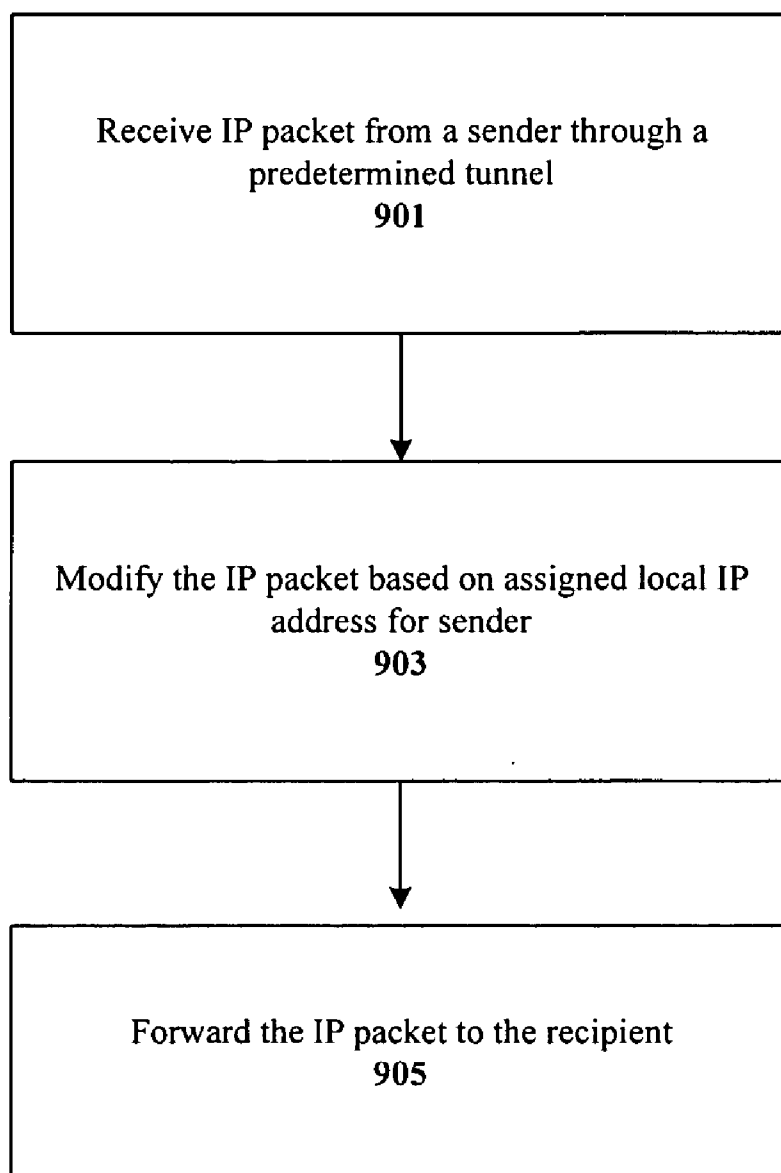 Receive IP packet from a sender through a
predetermined tunnel
901
Modify the IP packet based on assigned local IP
address for sender
903
Forward the IP packet to the recipient
905